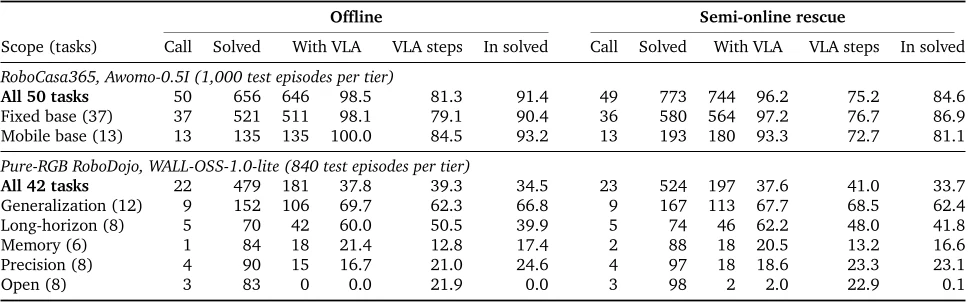 Offline Semi-online rescue
Scope (tasks) Call Solved With VLA VLA steps In solved Call Solved With VLA VLA steps In solved
RoboCasa365, Awomo-0.5I (1,000 test episodes per tier)
All 50 tasks 50 656 646 98.5 81.3 91.4 49 773 744 96.2 75.2 84.6
Fixed base (37) 37 521 511 98.1 79.1 90.4 36 580 564 97.2 76.7 86.9
Mobile base (13) 13 135 135 100.0 84.5 93.2 13 193 180 93.3 72.7 81.1
Pure-RGB RoboDojo, WALL-OSS-1.0-lite (840 test episodes per tier)
All 42 tasks 22 479 181 37.8 39.3 34.5 23 524 197 37.6 41.0 33.7
Generalization (12) 9 152 106 69.7 62.3 66.8 9 167 113 67.7 68.5 62.4
Long-horizon (8) 5 70 42 60.0 50.5 39.9 5 74 46 62.2 48.0 41.8
Memory (6) 1 84 18 21.4 12.8 17.4 2 88 18 20.5 13.2 16.6
Precision (8) 4 90 15 16.7 21.0 24.6 4 97 18 18.6 23.3 23.1
Open (8) 3 83 0 0.0 21.9 0.0 3 98 2 2.0 22.9 0.1